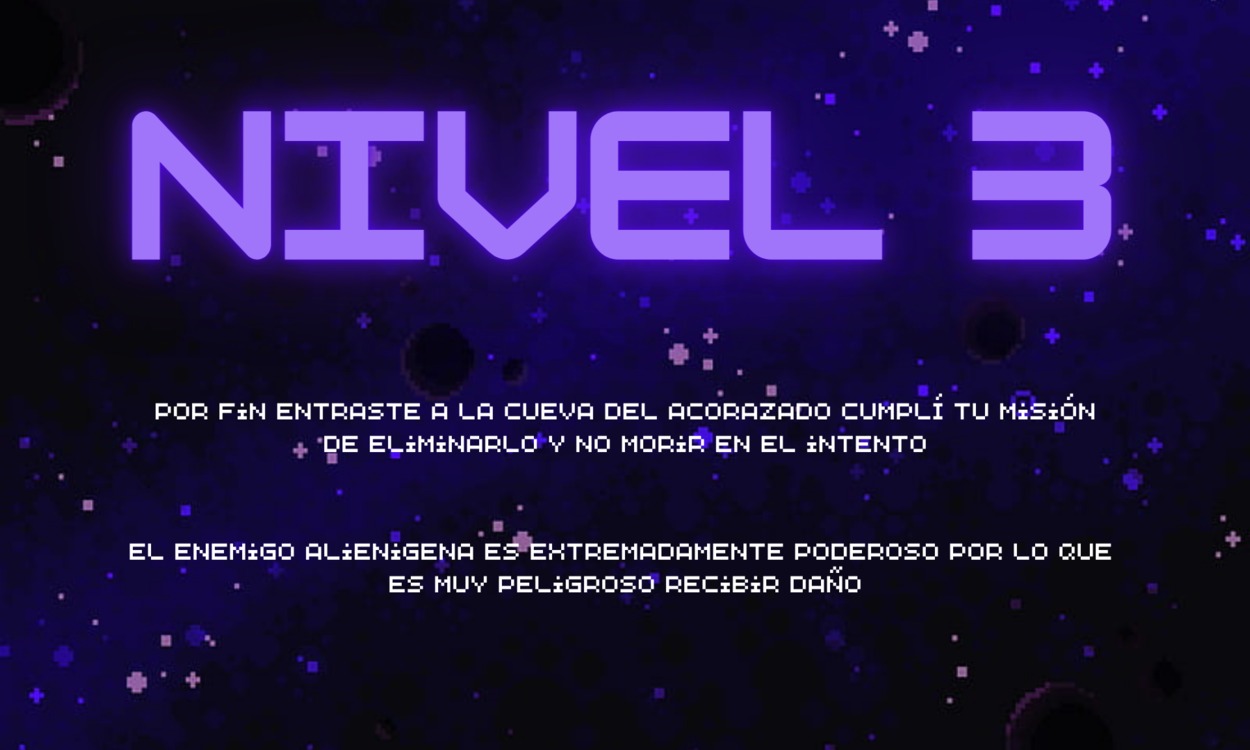 NIVEL 3
POR FiN ENTRASTE A LA CUEVA DEL ACORAZADO CUMPLÍ TU MiSiÓN
DE ELiMiNARLO Y NO MORiR EN EL iNTENTO
EL ENEMiGO ALiENiGENA ES EXTREMADAMENTE PODEROSO POR LO QUE
ES MUY PELiGROSO RECiBiR DAÑO